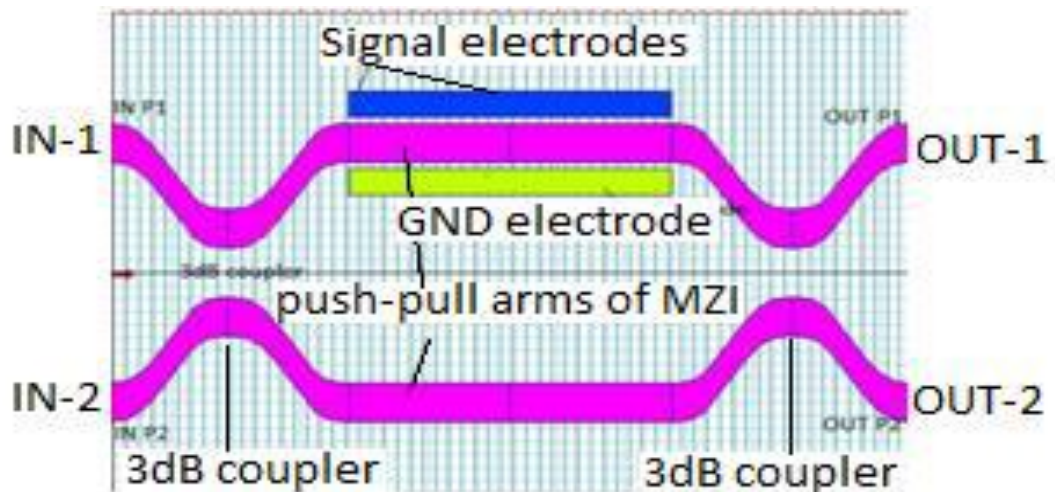 Signal electrodes
IN P1
OUT P1
IN-1
OUT-1
GND electrode
3dB coupler
push-pull arms of MZI
IN-2
OUT-2
IN P2
OUT P2
3dB coupler
3dB coupler